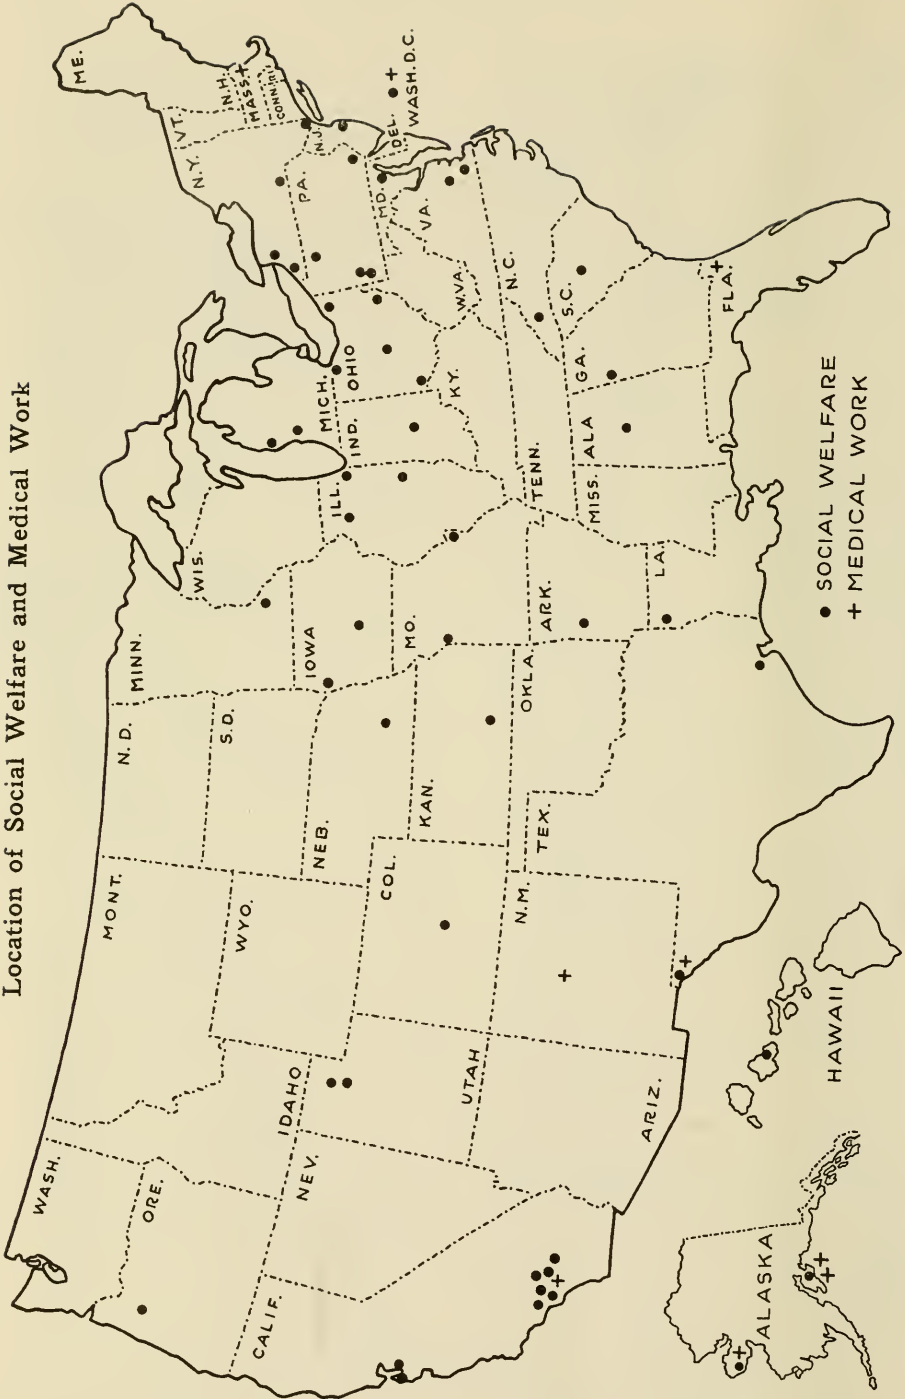 Location of Social Welfare and Medical Work
WASH.
ORE.
CALIF.
NEV.
IDAHO
UTAH
ARIZ.
MONT.
WYO.
COL.
N.M.
N.D.
S.D.
NEB.
KAN.
OKLA.
TEX.
MINN.
IOWA
MO.
ARK.
LA.
WIS.
ILL.
MICH.
IND.
OHIO
KY.
TENN.
MISS.
ALA
GA.
FLA.
S.C.
N.C.
VA.
W.VA.
MD.
DEL.
WASH. D.C.
PA.
N.J.
N.Y.
CONN.
R.I.
MASS.
VT.
N.H.
ME.
ALASKA
HAWAII
● SOCIAL WELFARE
+ MEDICAL WORK